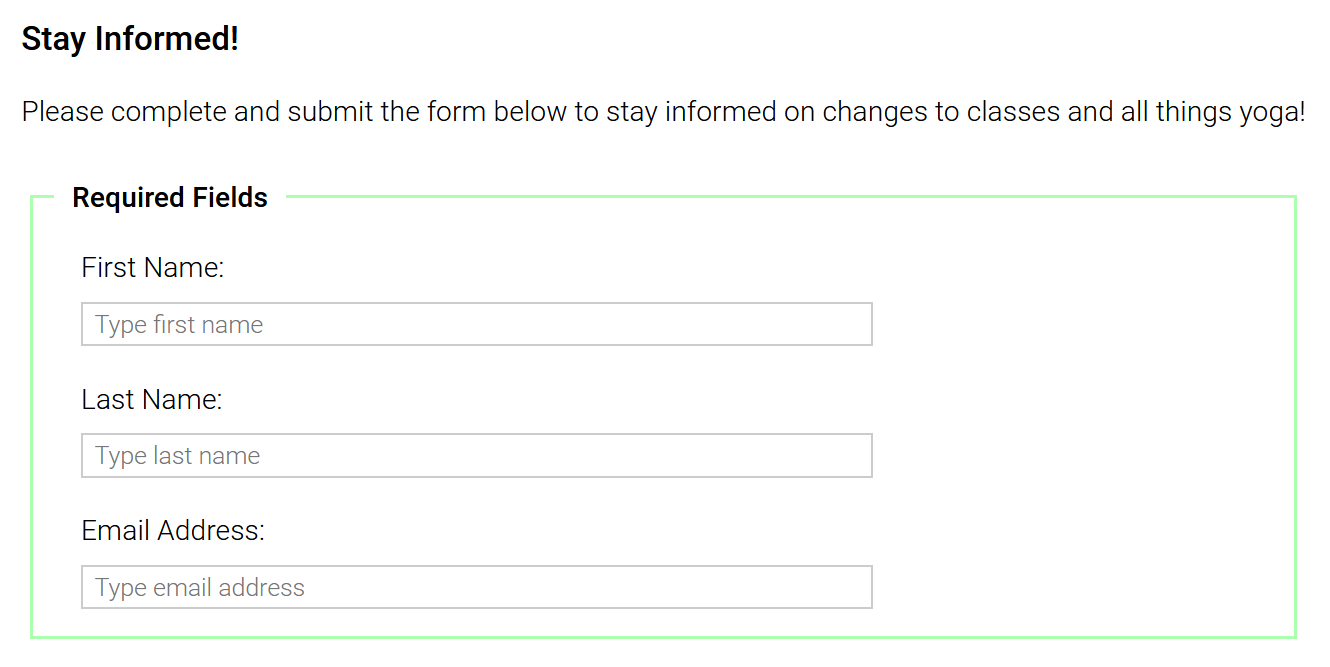 Stay Informed!
Please complete and submit the form below to stay informed on changes to classes and all things yoga!
Required Fields
First Name:
Type first name
Last Name:
Type last name
Email Address:
Type email address